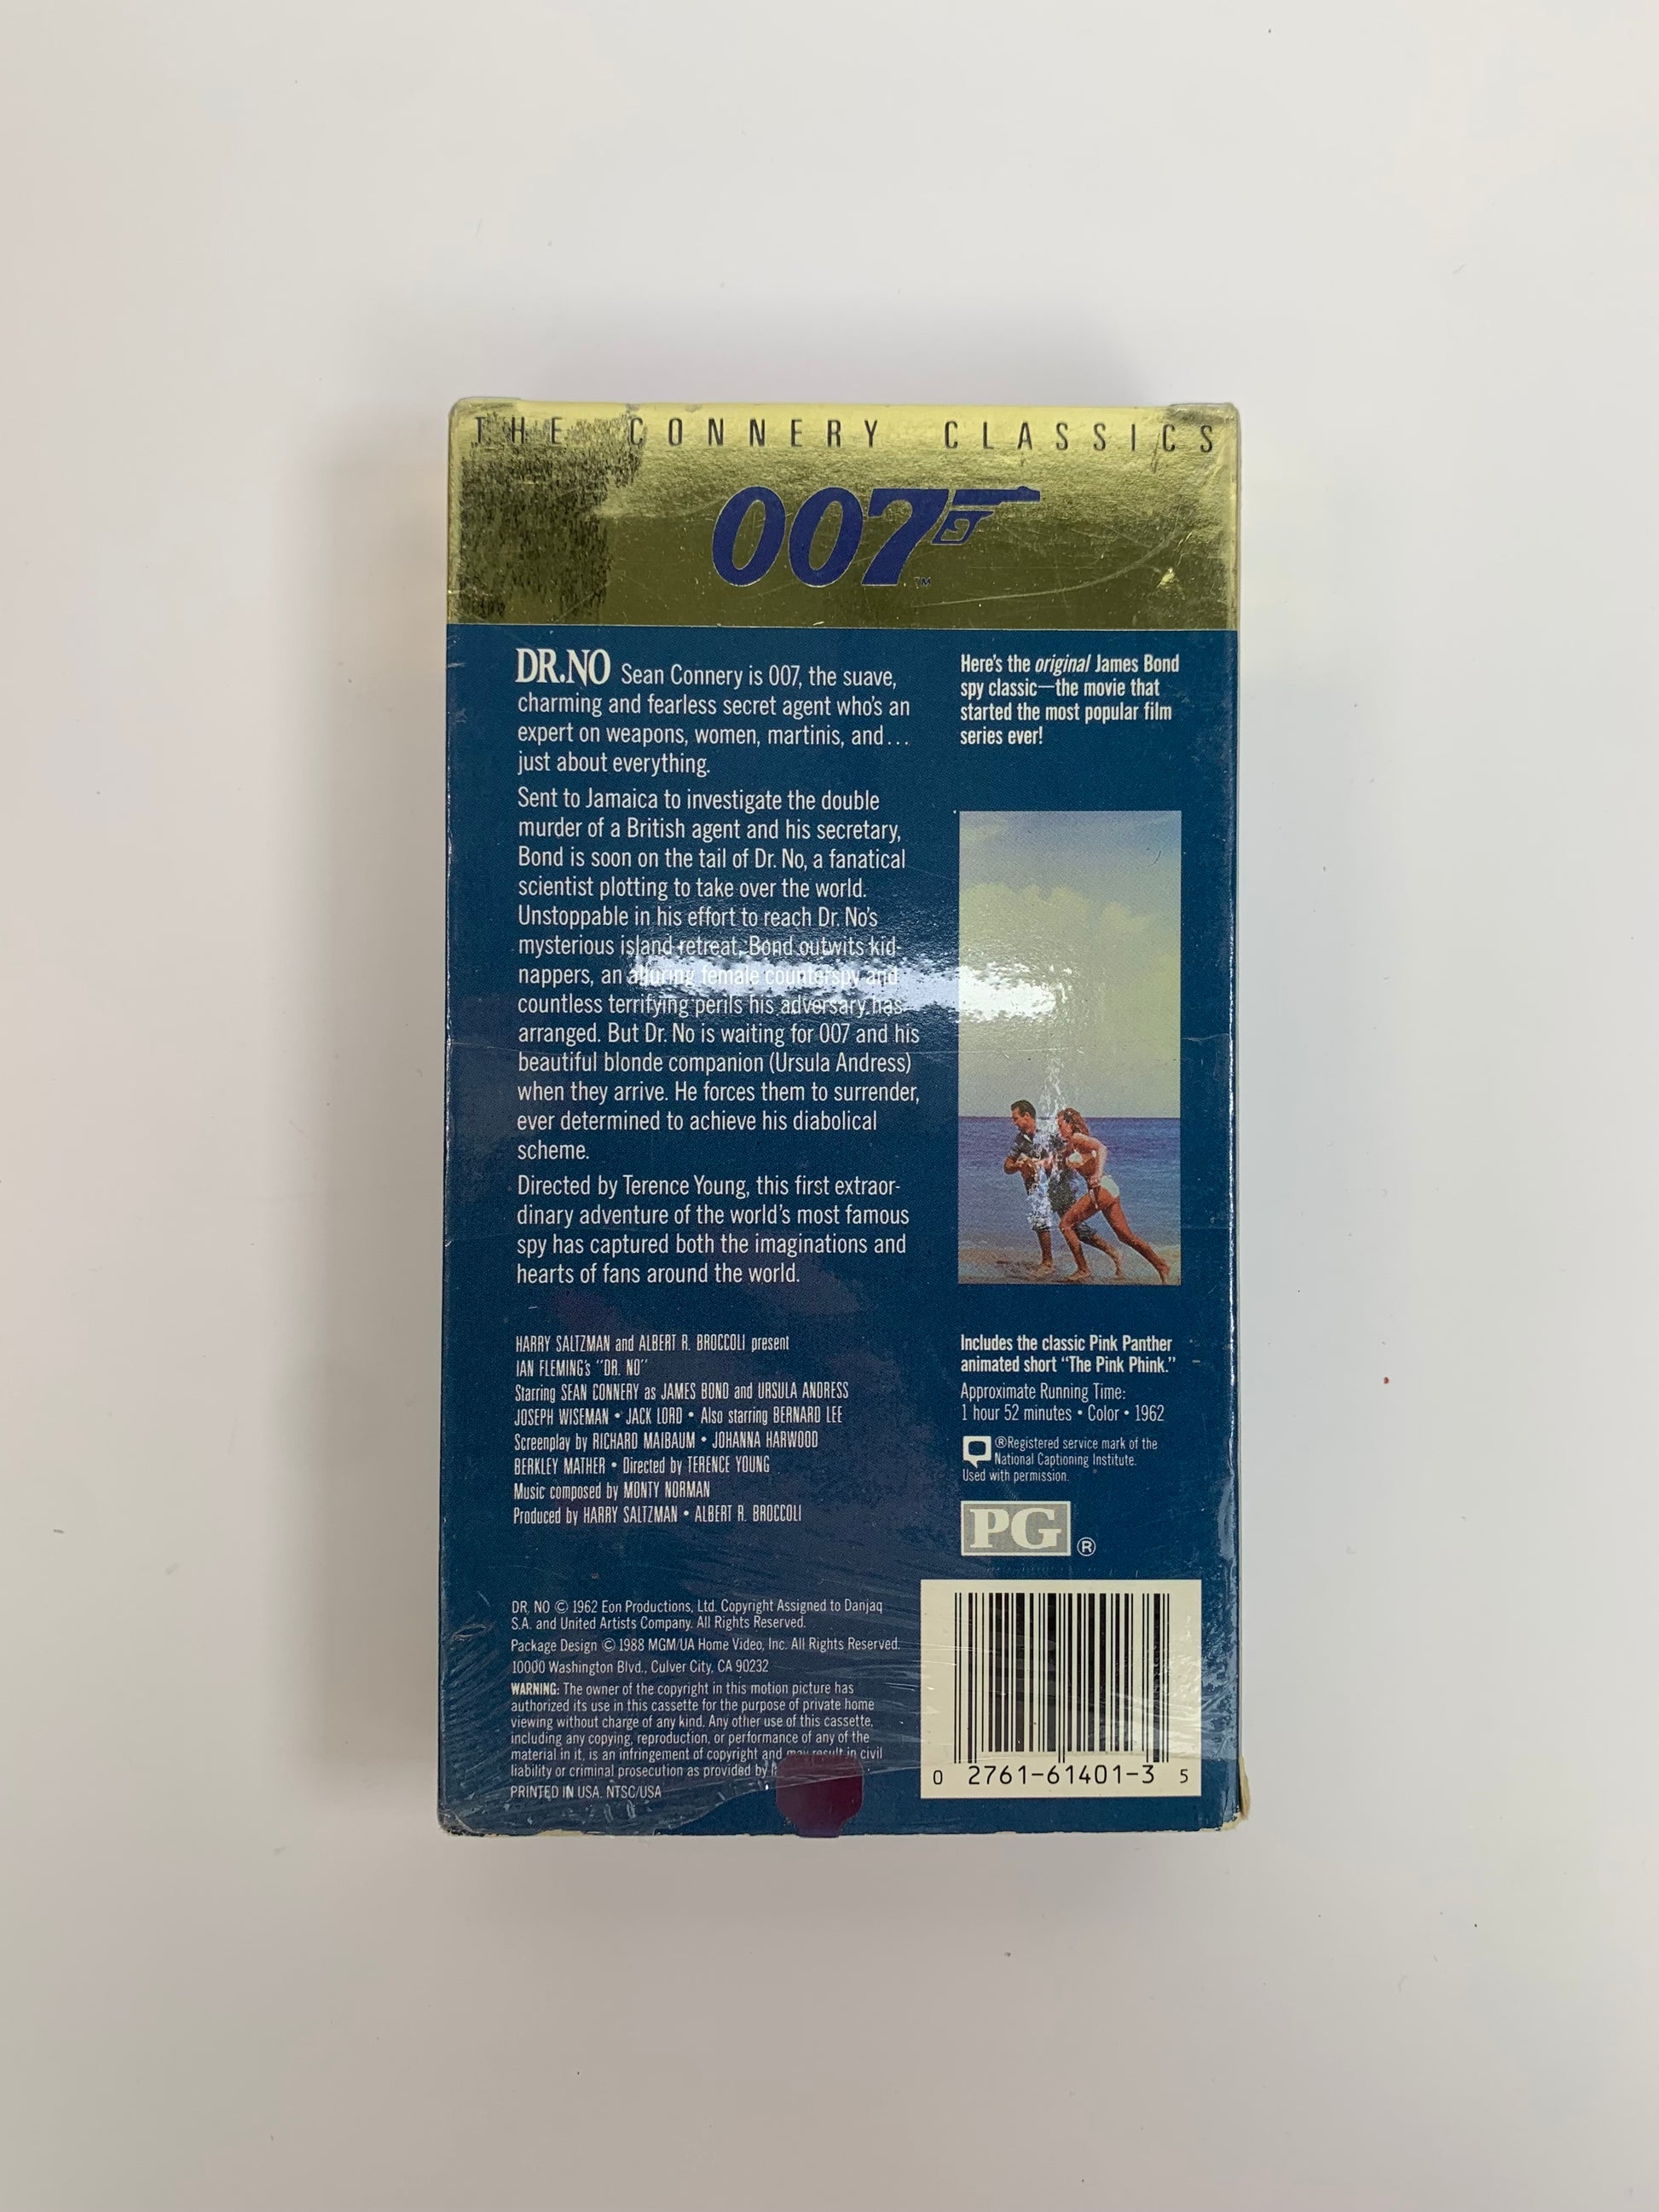 THE CONNERY CLASSICS
007
™
DR.NO Sean Connery is 007, the suave,
charming and fearless secret agent who's an
expert on weapons, women, martinis, and...
just about everything.
Sent to Jamaica to investigate the double
murder of a British agent and his secretary,
Bond is soon on the tail of Dr. No, a fanatical
scientist plotting to take over the world.
Unstoppable in his effort to reach Dr. No's
mysterious island retreat, Bond outwits kid-
nappers, an alluring female counterspy and
countless terrifying perils his adversary has
arranged. But Dr. No is waiting for 007 and his
beautiful blonde companion (Ursula Andress)
when they arrive. He forces them to surrender,
ever determined to achieve his diabolical
scheme.
Directed by Terence Young, this first extraor-
dinary adventure of the world's most famous
spy has captured both the imaginations and
hearts of fans around the world.
Here's the original James Bond
spy classic—the movie that
started the most popular film
series ever!
HARRY SALTZMAN and ALBERT R. BROCCOLI present
IAN FLEMING's "DR. NO"
Starring SEAN CONNERY as JAMES BOND and URSULA ANDRESS
JOSEPH WISEMAN • JACK LORD • Also starring BERNARD LEE
Screenplay by RICHARD MAIBAUM • JOHANNA HARWOOD
BERKLEY MATHER • Directed by TERENCE YOUNG
Music composed by MONTY NORMAN
Produced by HARRY SALTZMAN • ALBERT R. BROCCOLI
Includes the classic Pink Panther
animated short "The Pink Phink."
Approximate Running Time:
1 hour 52 minutes • Color • 1962
®Registered service mark of the
National Captioning Institute.
Used with permission.
PG ®
DR. NO © 1962 Eon Productions, Ltd. Copyright Assigned to Danjaq
S.A. and United Artists Company. All Rights Reserved.
Package Design © 1988 MGM/UA Home Video, Inc. All Rights Reserved.
10000 Washington Blvd., Culver City, CA 90232
WARNING: The owner of the copyright in this motion picture has
authorized its use in this cassette for the purpose of private home
viewing without charge of any kind. Any other use of this cassette,
including any copying, reproduction, or performance of any of the
material in it, is an infringement of copyright and may result in civil
liability or criminal prosecution as provided by
PRINTED IN USA. NTSC/USA
0 2761-61401-3 5